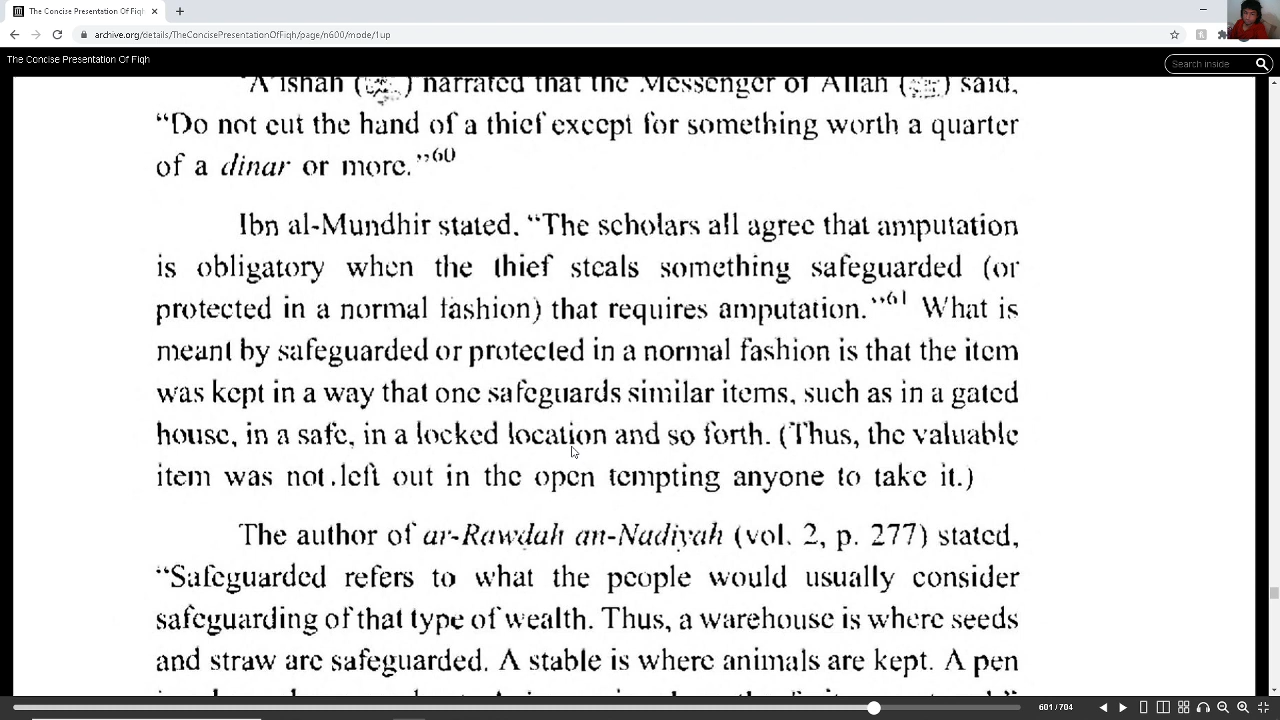 The Concise Presentation Of Fiqh
archive.org/details/TheConcisePresentationOfFiqh/page/n600/mode/1up
The Concise Presentation Of Fiqh
Search inside
'A'ishah ( ) narrated that the Messenger of Allah ( ) said,
“Do not cut the hand of a thief except for something worth a quarter
of a dinar or more.”60
Ibn al-Mundhir stated, “The scholars all agree that amputation
is obligatory when the thief steals something safeguarded (or
protected in a normal fashion) that requires amputation.”61 What is
meant by safeguarded or protected in a normal fashion is that the item
was kept in a way that one safeguards similar items, such as in a gated
house, in a safe, in a locked location and so forth. (Thus, the valuable
item was not left out in the open tempting anyone to take it.)
The author of ar-Rawdah an-Nadiyah (vol. 2, p. 277) stated,
“Safeguarded refers to what the people would usually consider
safeguarding of that type of wealth. Thus, a warehouse is where seeds
and straw are safeguarded. A stable is where animals are kept. A pen
601 / 704